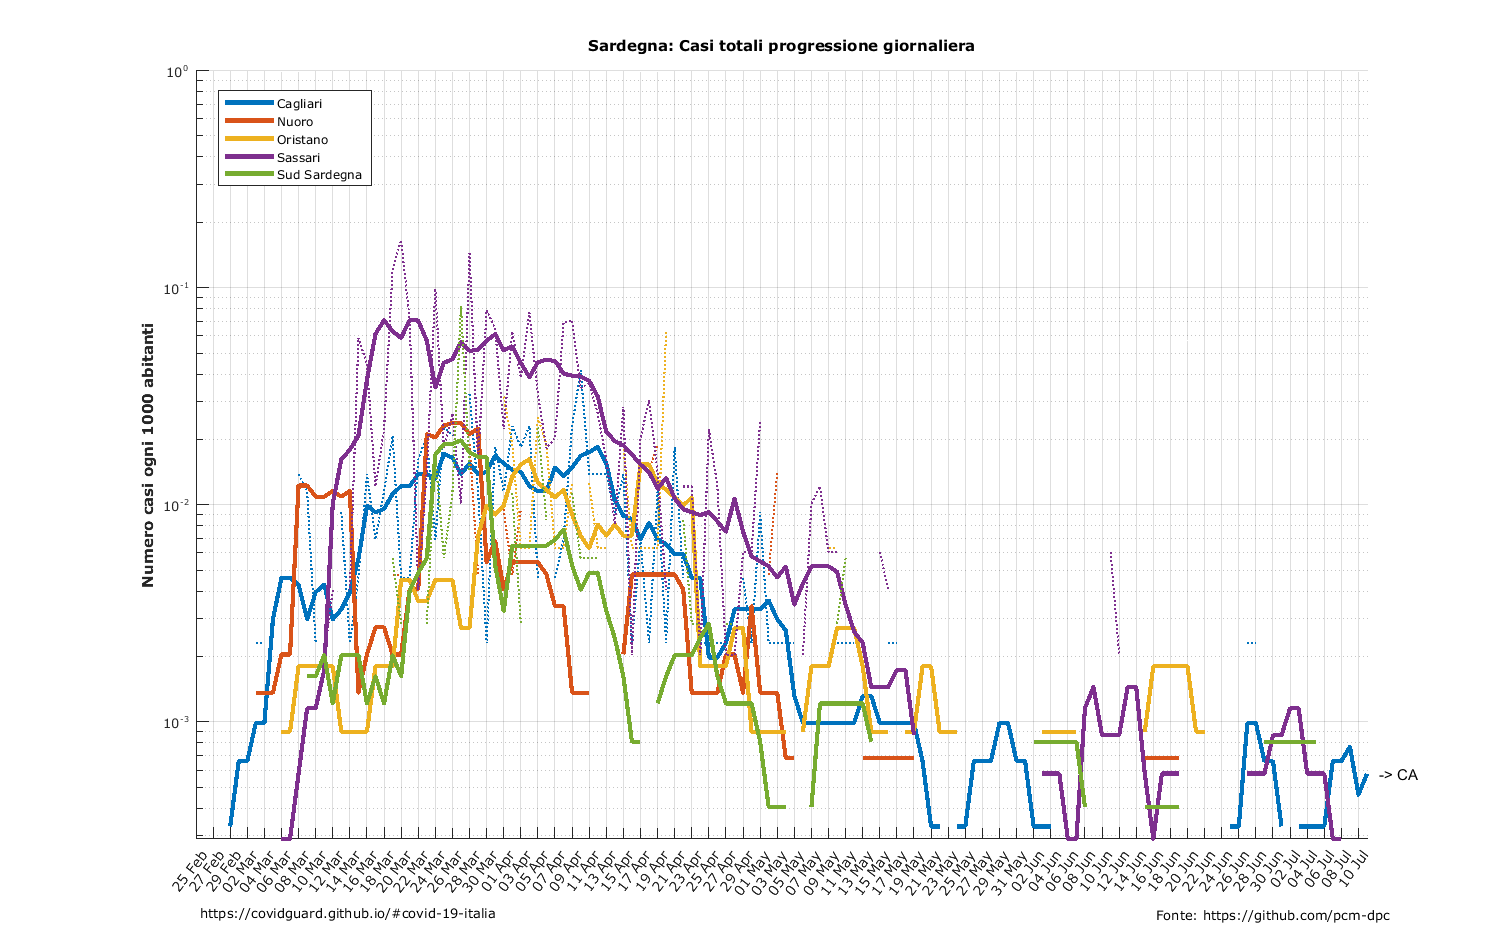 Sardegna: Casi totali progressione giornaliera
10^0
10^-1
10^-2
10^-3
Numero casi ogni 1000 abitanti
Cagliari
Nuoro
Oristano
Sassari
Sud Sardegna
-> CA
25 Feb
27 Feb
29 Feb
02 Mar
04 Mar
06 Mar
08 Mar
10 Mar
12 Mar
14 Mar
16 Mar
18 Mar
20 Mar
22 Mar
24 Mar
26 Mar
28 Mar
30 Mar
01 Apr
03 Apr
05 Apr
07 Apr
09 Apr
11 Apr
13 Apr
15 Apr
17 Apr
19 Apr
21 Apr
23 Apr
25 Apr
27 Apr
29 Apr
01 May
03 May
05 May
07 May
09 May
11 May
13 May
15 May
17 May
19 May
21 May
23 May
25 May
27 May
29 May
31 May
02 Jun
04 Jun
06 Jun
08 Jun
10 Jun
12 Jun
14 Jun
16 Jun
18 Jun
20 Jun
22 Jun
24 Jun
26 Jun
28 Jun
30 Jun
02 Jul
04 Jul
06 Jul
08 Jul
10 Jul
https://covidguard.github.io/#covid-19-italia
Fonte: https://github.com/pcm-dpc